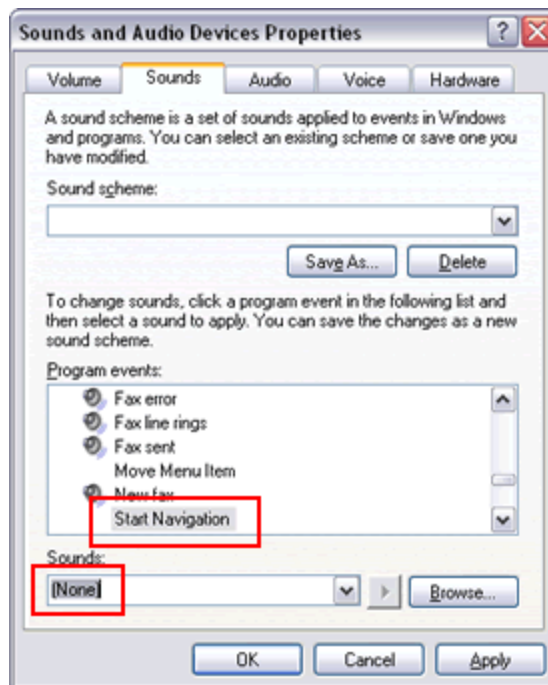 Sounds and Audio Devices Properties
Volume
Sounds
Audio
Voice
Hardware
A sound scheme is a set of sounds applied to events in Windows
and programs. You can select an existing scheme or save one you
have modified.
Sound scheme:
Save As...
Delete
To change sounds, click a program event in the following list and
then select a sound to apply. You can save the changes as a new
sound scheme.
Program events:
Fax error
Fax line rings
Fax sent
Move Menu Item
New fax
Start Navigation
Sounds:
(None)
Browse...
OK
Cancel
Apply